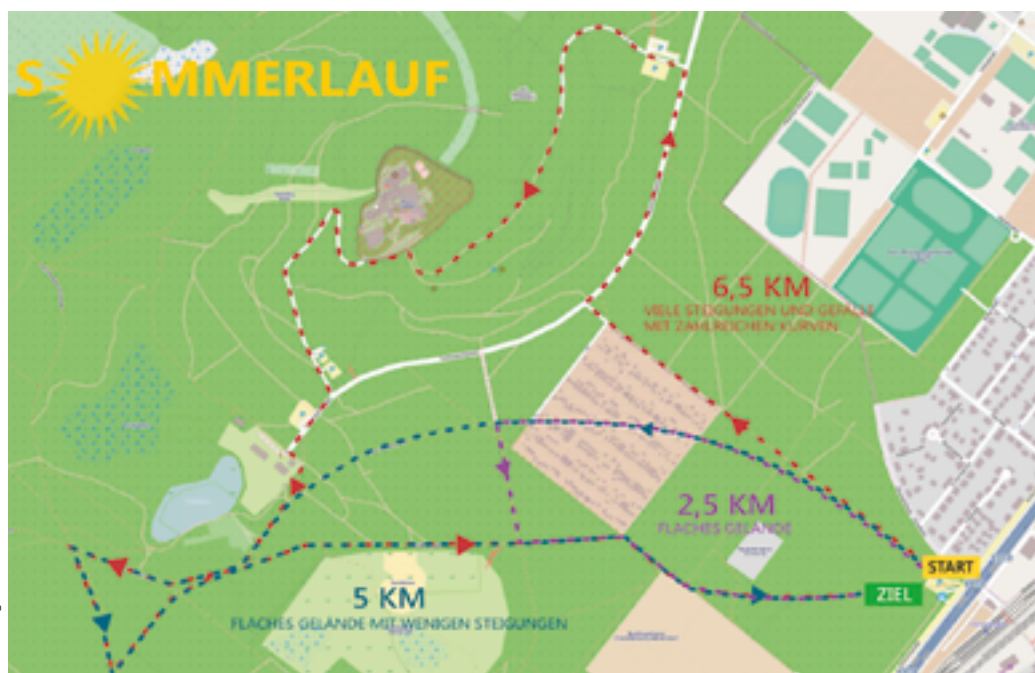 SOMMERLAUF
6,5 KM
VIELE STEIGUNGEN UND GEFÄLLE
MIT ZAHLREICHEN KURVEN
2,5 KM
FLACHES GELÄNDE
START
ZIEL
5 KM
FLACHES GELÄNDE MIT WENIGEN STEIGUNGEN